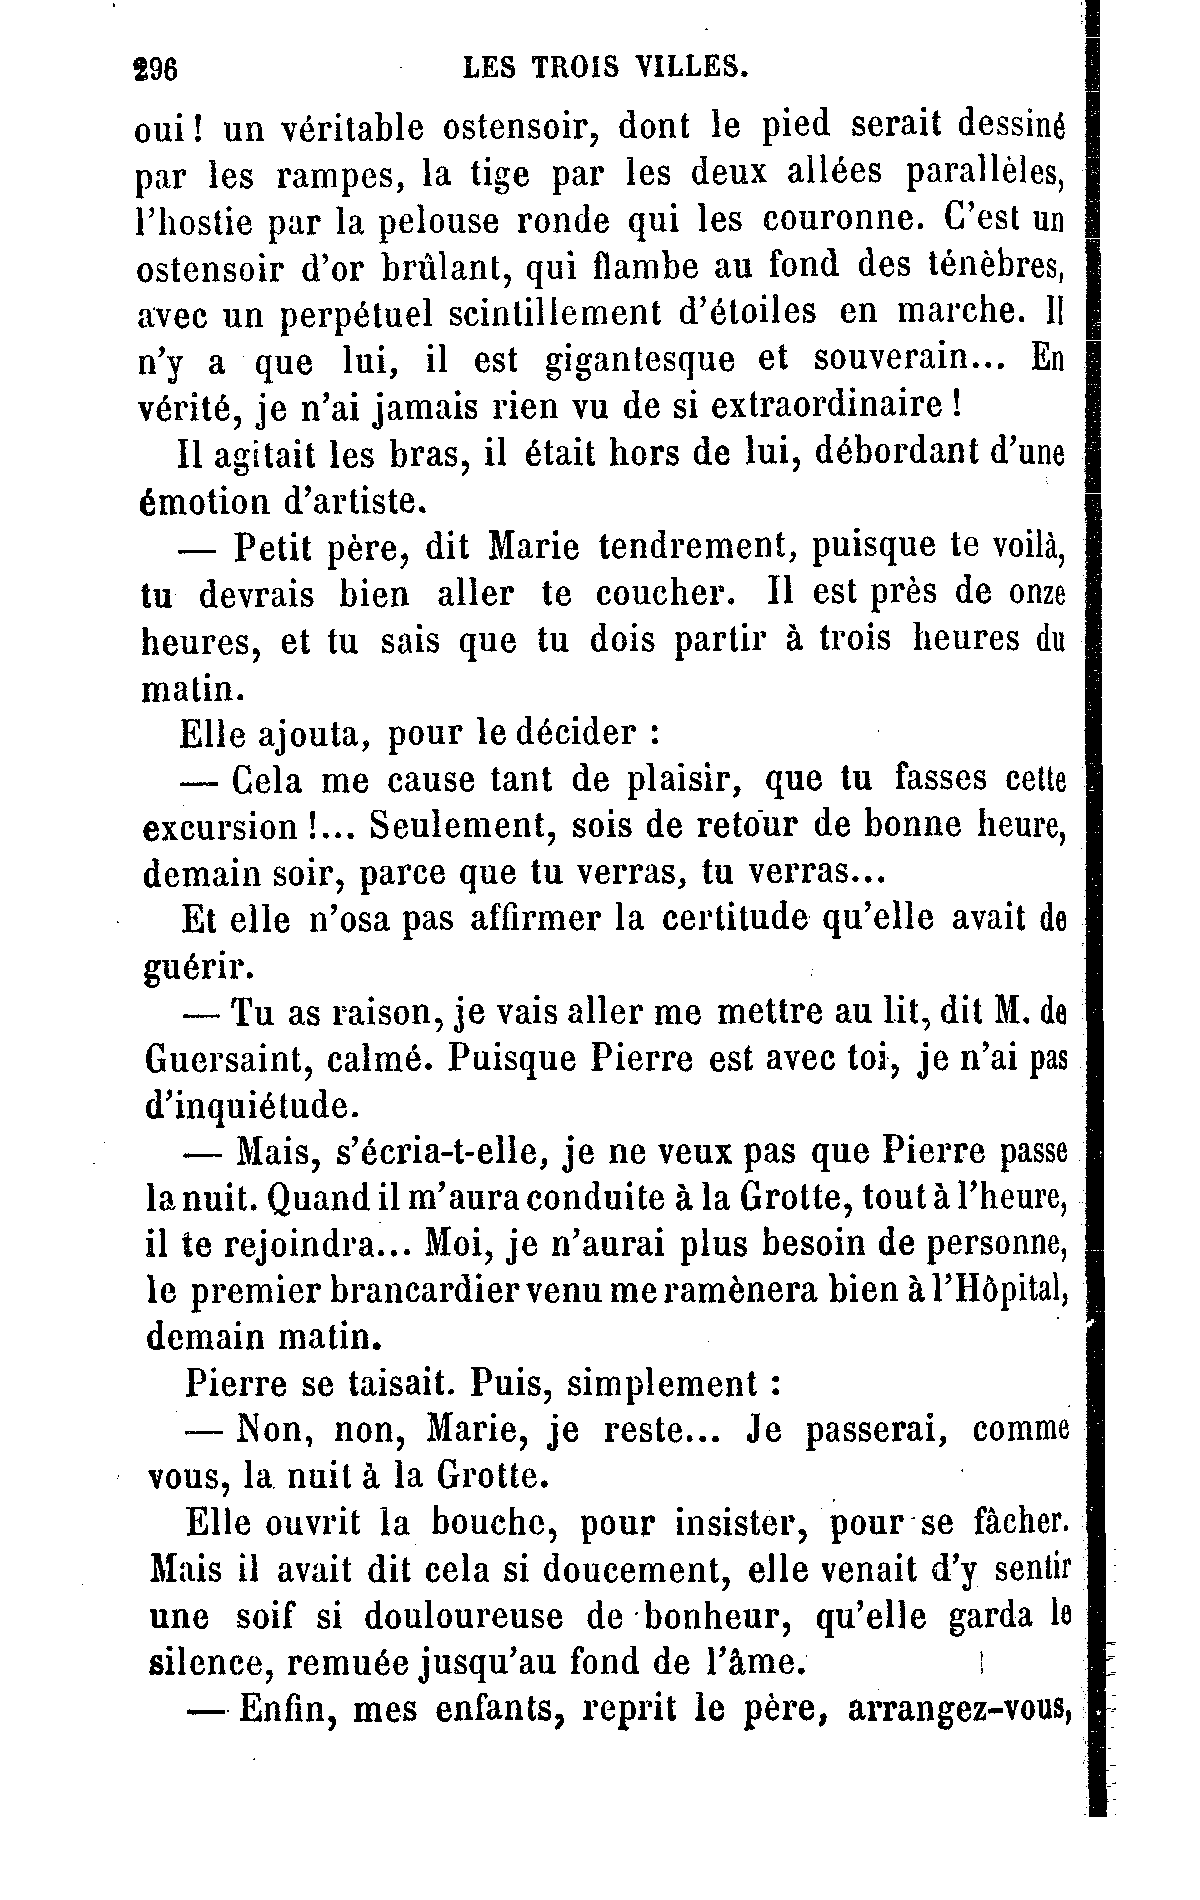 296 LES TROIS VILLES.
oui ! un véritable ostensoir, dont le pied serait dessiné
par les rampes, la tige par les deux allées parallèles,
l'hostie par la pelouse ronde qui les couronne. C'est un
ostensoir d'or brûlant, qui flambe au fond des ténèbres,
avec un perpétuel scintillement d'étoiles en marche. Il
n'y a que lui, il est gigantesque et souverain... En
vérité, je n'ai jamais rien vu de si extraordinaire !
Il agitait les bras, il était hors de lui, débordant d'une
émotion d'artiste.
— Petit père, dit Marie tendrement, puisque te voilà,
tu devrais bien aller te coucher. Il est près de onze
heures, et tu sais que tu dois partir à trois heures du
matin.
Elle ajouta, pour le décider :
— Cela me cause tant de plaisir, que tu fasses cette
excursion !... Seulement, sois de retour de bonne heure,
demain soir, parce que tu verras, tu verras...
Et elle n'osa pas affirmer la certitude qu'elle avait de
guérir.
— Tu as raison, je vais aller me mettre au lit, dit M. de
Guersaint, calmé. Puisque Pierre est avec toi, je n'ai pas
d'inquiétude.
— Mais, s'écria-t-elle, je ne veux pas que Pierre passe
la nuit. Quand il m'aura conduite à la Grotte, tout à l'heure,
il te rejoindra... Moi, je n'aurai plus besoin de personne,
le premier brancardier venu me ramènera bien à l'Hôpital,
demain matin.
Pierre se taisait. Puis, simplement :
— Non, non, Marie, je reste... Je passerai, comme
vous, la nuit à la Grotte.
Elle ouvrit la bouche, pour insister, pour se fâcher.
Mais il avait dit cela si doucement, elle venait d'y sentir
une soif si douloureuse de bonheur, qu'elle garda le
silence, remuée jusqu'au fond de l'âme.
— Enfin, mes enfants, reprit le père, arrangez-vous,